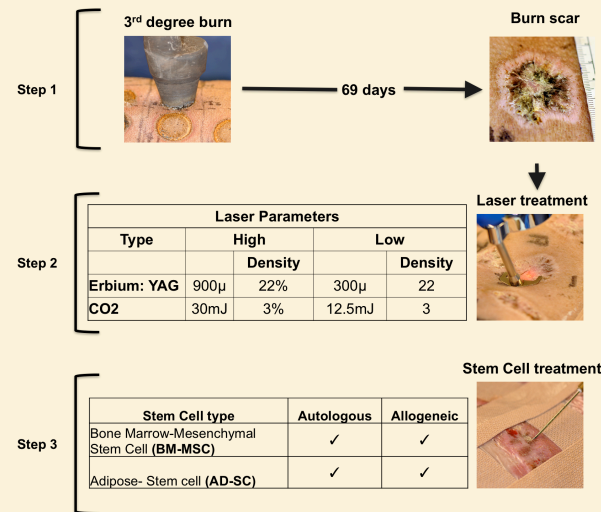 3rd degree burn
Burn scar
Step 1
69 days
Laser treatment
Laser Parameters
Type High Low
Density Density
Erbium: YAG 900µ 22% 300µ 22
CO2 30mJ 3% 12.5mJ 3
Step 2
Stem Cell treatment
Stem Cell type Autologous Allogeneic
Bone Marrow-Mesenchymal
Stem Cell (BM-MSC) ✓ ✓
Adipose- Stem cell (AD-SC) ✓ ✓
Step 3